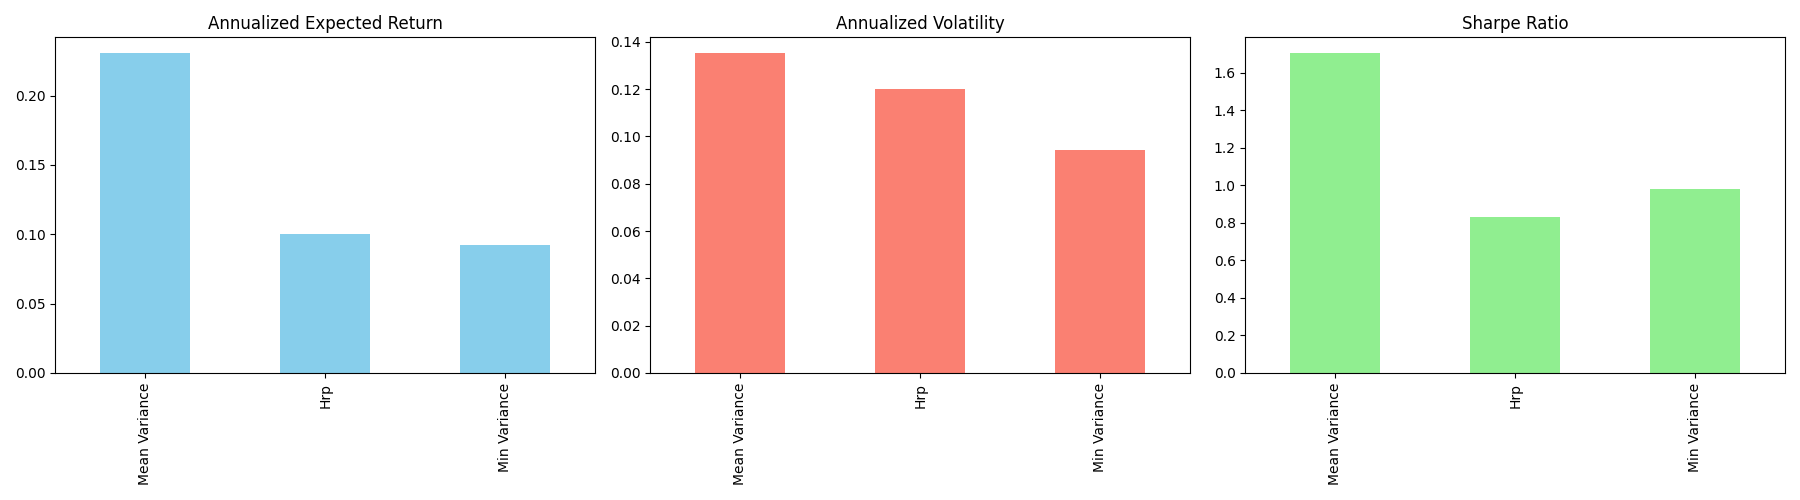 Annualized Expected Return
0.20
0.15
0.10
0.05
0.00
Mean Variance
Hrp
Min Variance
Annualized Volatility
0.14
0.12
0.10
0.08
0.06
0.04
0.02
0.00
Mean Variance
Hrp
Min Variance
Sharpe Ratio
1.6
1.4
1.2
1.0
0.8
0.6
0.4
0.2
0.0
Mean Variance
Hrp
Min Variance